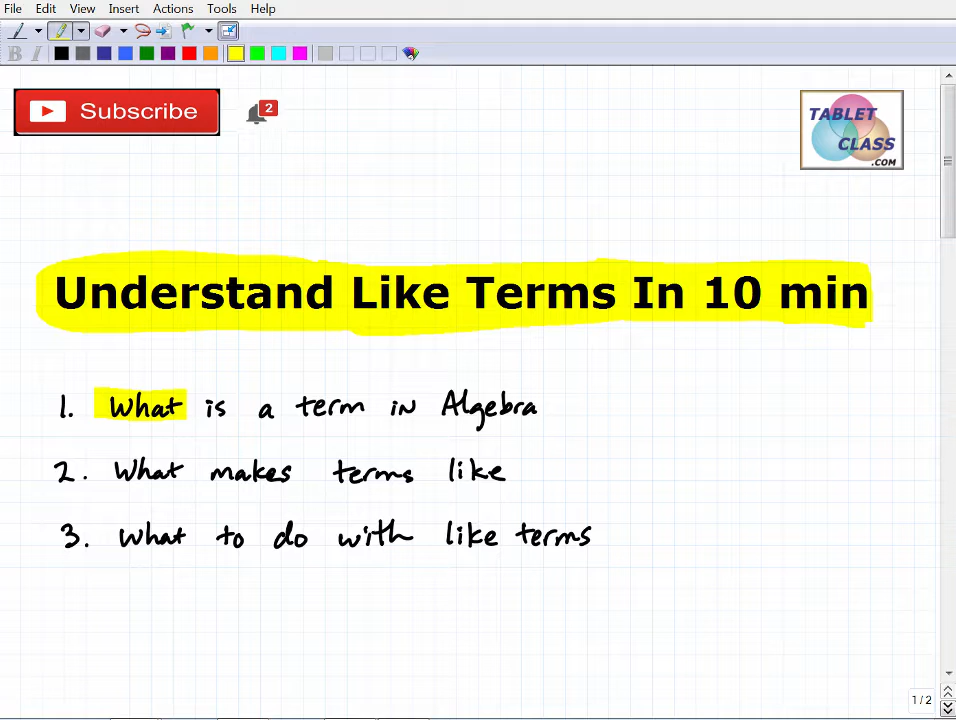 File Edit View Insert Actions Tools Help
B I
Subscribe 2
TABLET
CLASS
.COM
Understand Like Terms In 10 min
1. What is a term in Algebra
2. What makes terms like
3. What to do with like terms
1 / 2